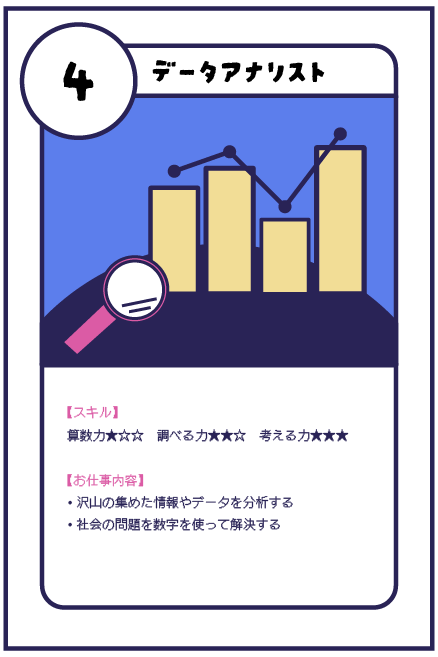 4
データアナリスト
【スキル】
算数力★☆☆　調べる力★★☆　考える力★★★
【お仕事内容】
・沢山の集めた情報やデータを分析する
・社会の問題を数字を使って解決する